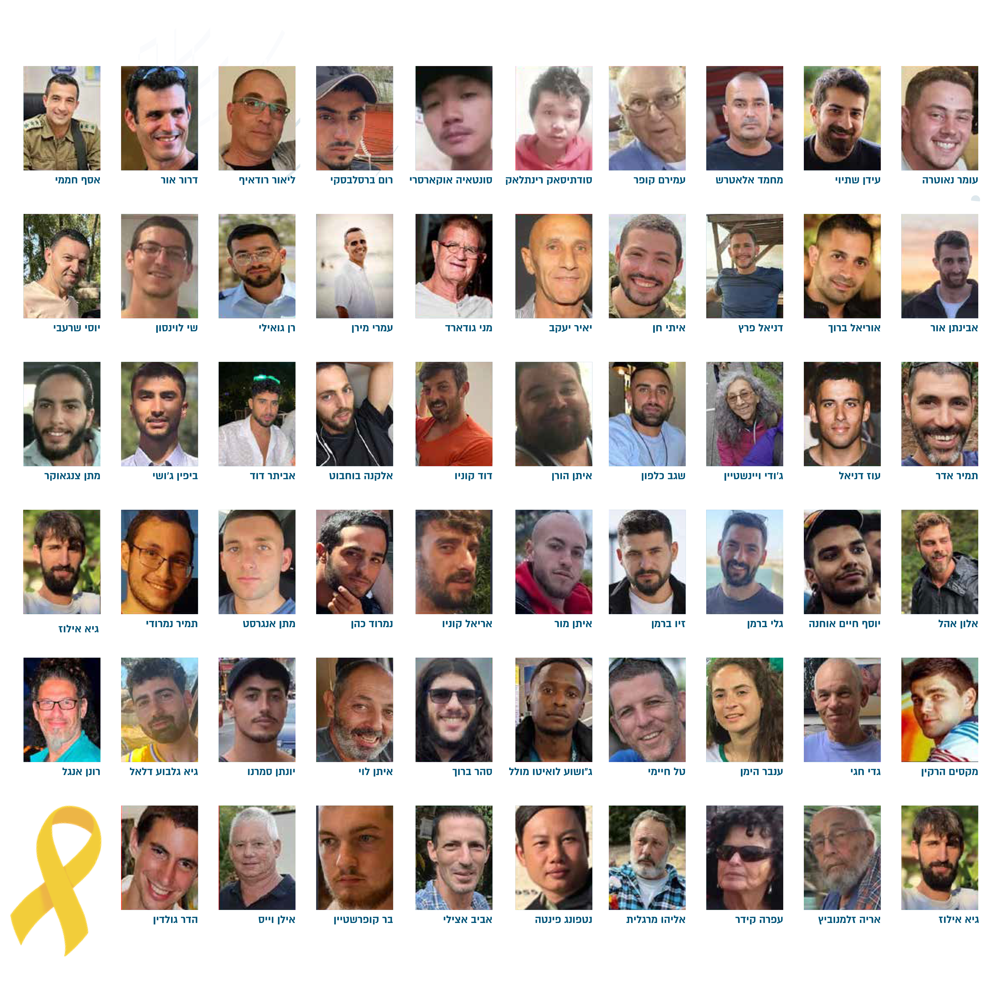 עומר נאוטרה
עידן שתיוי
מחמד אלאטרש
עמירם קופר
סודתיסאק רינתלאק
סונטאיה אוקארסרי
רום ברסלבסקי
ליאור רודאיף
דרור אור
אסף חממי
אבינתן אור
אוריאל ברוך
דניאל פרץ
איתי חן
יאיר יעקב
מני גודארד
עמרי מירן
רן גואילי
שי לוינסון
יוסי שרעבי
תמיר אדר
עוז דניאל
ג'ודי ויינשטיין
שגב כלפון
איתן הורן
דוד קוניו
אלקנה בוחבוט
אביתר דוד
ביפין ג'ושי
מתן צנגאוקר
אלון אהל
יוסף חיים אוחנה
גלי ברמן
זיו ברמן
איתן מור
אריאל קוניו
נמרוד כהן
מתן אנגרסט
תמיר נמרודי
גיא אילוז
מקסים הרקין
גדי חגי
ענבר הימן
טל חיימי
ג"ושוע לואיטו מולל
סהר ברוך
איתן לוי
יונתן סמרנו
גיא גלבוע דלאל
רונן אנגל
גיא אילוז
אריה זלמנוביץ
עפרה קידר
אליהו מרגלית
נטפונג פינטה
אביב אצילי
בר קופרשטיין
אילן וייס
הדר גולדין